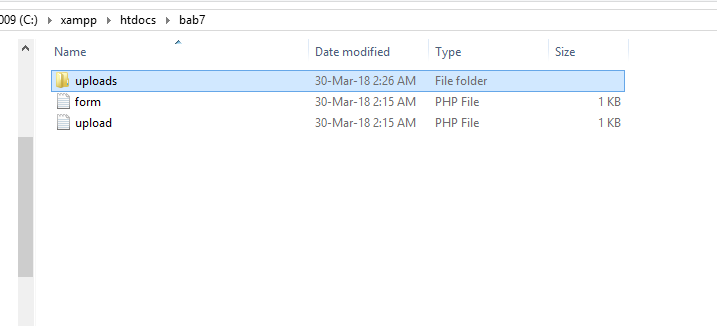 009 (C:) xampp htdocs bab7
Name Date modified Type Size
uploads 30-Mar-18 2:26 AM File folder
form 30-Mar-18 2:15 AM PHP File 1 KB
upload 30-Mar-18 2:15 AM PHP File 1 KB